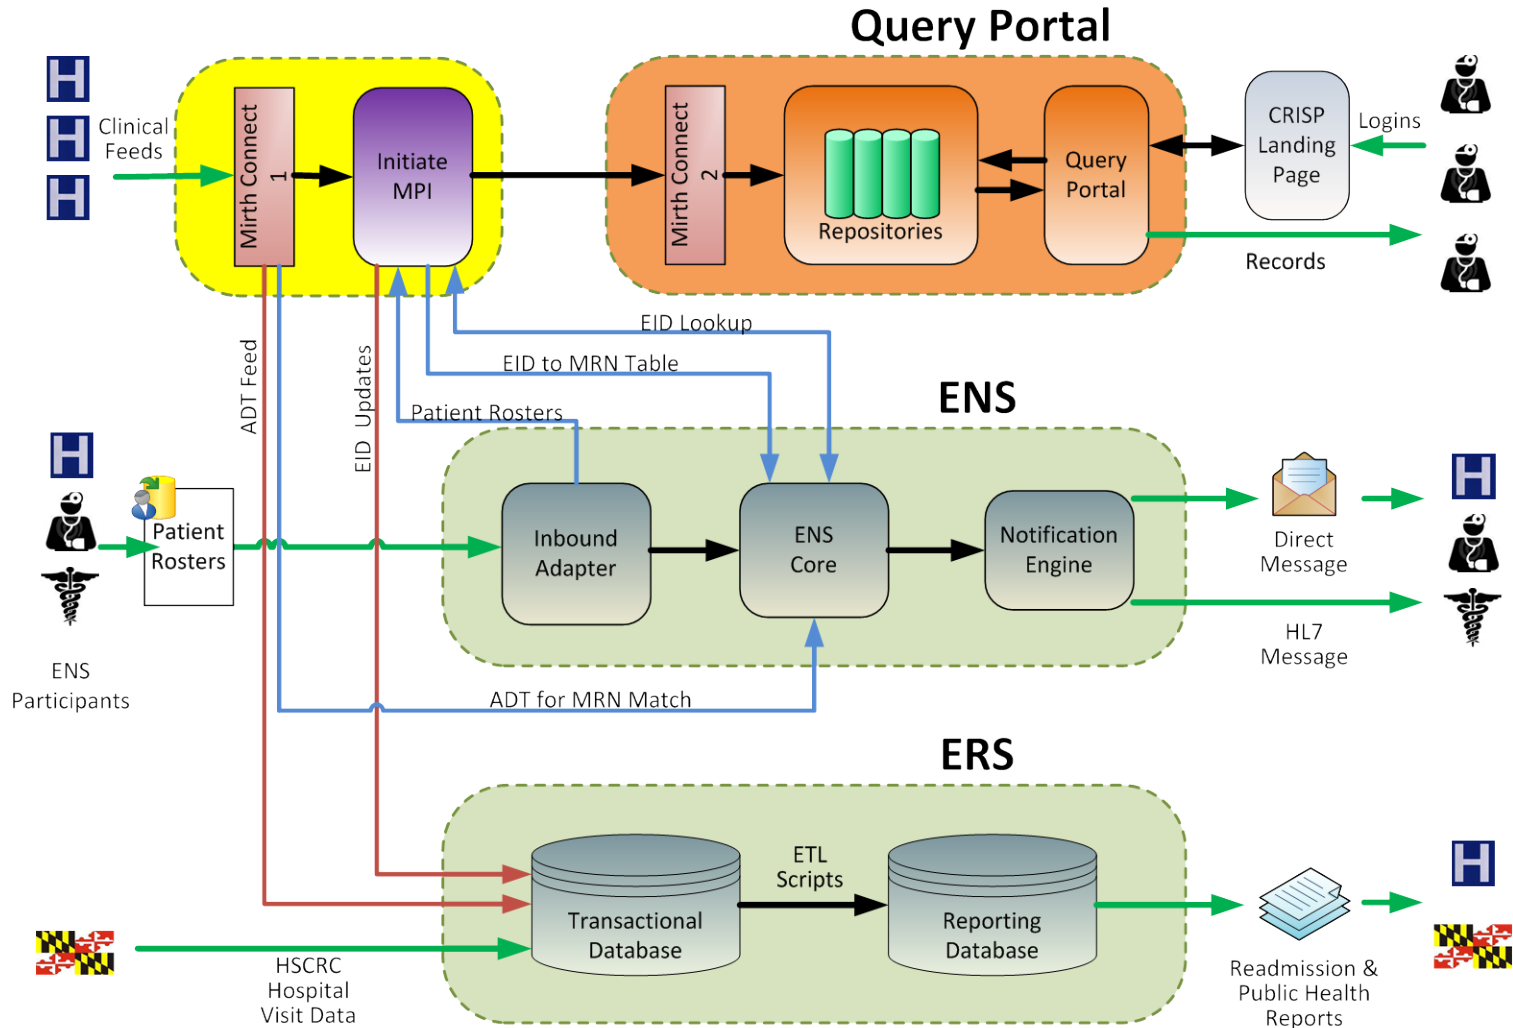 Query Portal
Clinical
Feeds
Mirth Connect
1
Initiate
MPI
Mirth Connect
2
Repositories
Query
Portal
CRISP
Landing
Page
Logins
Records
EID Lookup
EID to MRN Table
Patient Rosters
ADT Feed
EID Updates
ENS
Patient
Rosters
Inbound
Adapter
ENS
Core
Notification
Engine
Direct
Message
HL7
Message
ENS
Participants
ADT for MRN Match
ERS
ETL
Scripts
Transactional
Database
Reporting
Database
HSCRC
Hospital
Visit Data
Readmission &
Public Health
Reports
H
H
H
H
H
H